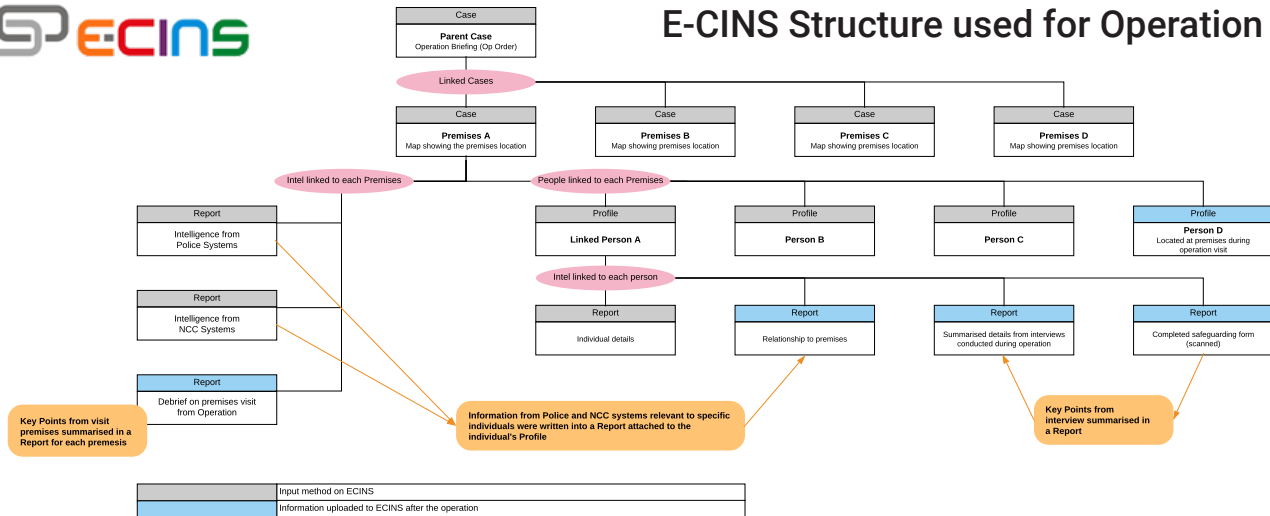 ECINS
E-CINS Structure used for Operation
Case
Parent Case
Operation Briefing (Op Order)
Linked Cases
Case
Premises A
Map showing the premises location
Case
Premises B
Map showing premises location
Case
Premises C
Map showing premises location
Case
Premises D
Map showing premises location
Intel linked to each Premises
People linked to each Premises
Report
Intelligence from
Police Systems
Profile
Linked Person A
Profile
Person B
Profile
Person C
Profile
Person D
Located at premises during
operation visit
Intel linked to each person
Report
Intelligence from
NCC Systems
Report
Individual details
Report
Relationship to premises
Report
Summarised details from interviews
conducted during operation
Report
Completed safeguarding form
(scanned)
Report
Debrief on premises visit
from Operation
Key Points from visit
premises summarised in a
Report for each premesis
Information from Police and NCC systems relevant to specific
individuals were written into a Report attached to the
individual's Profile
Key Points from
interview summarised in
a Report
Input method on ECINS
Information uploaded to ECINS after the operation